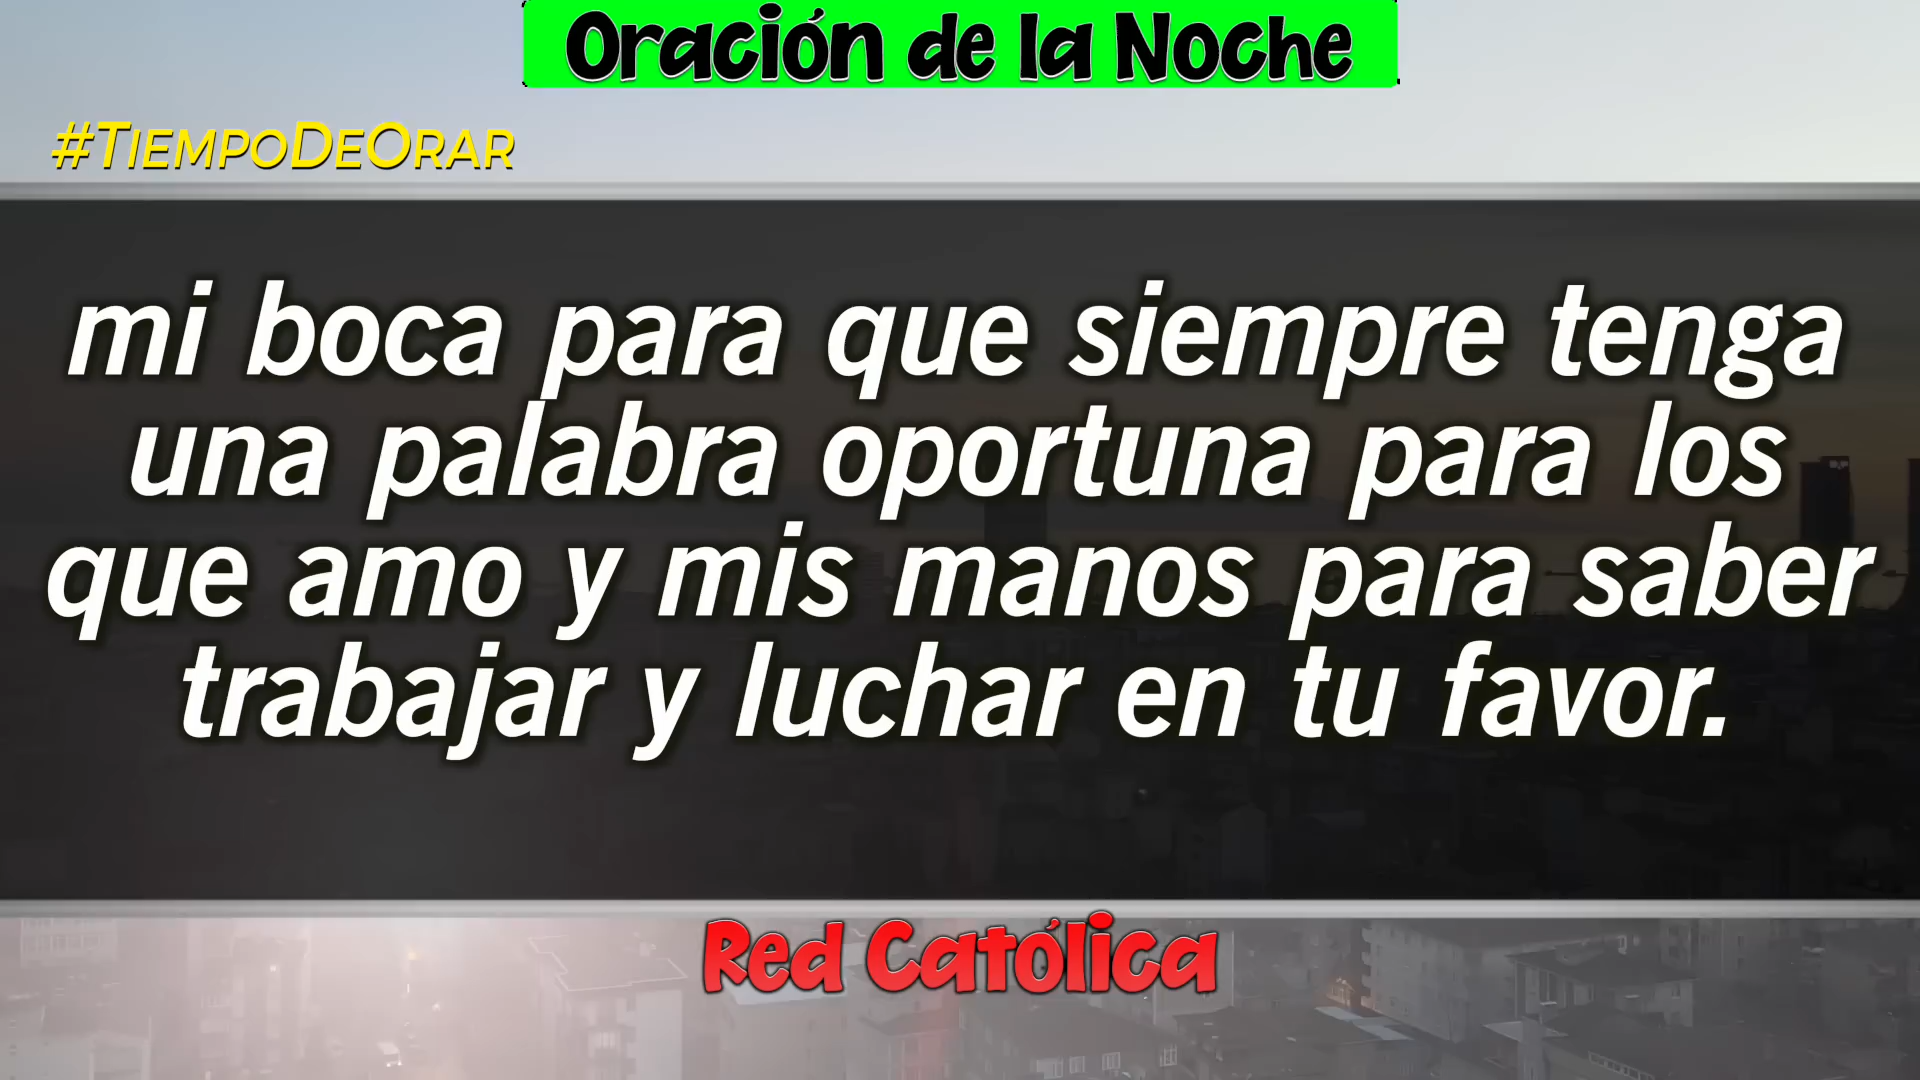 Oración de la Noche
#TiempoDeOrar
mi boca para que siempre tenga
una palabra oportuna para los
que amo y mis manos para saber
trabajar y luchar en tu favor.
Red Católica